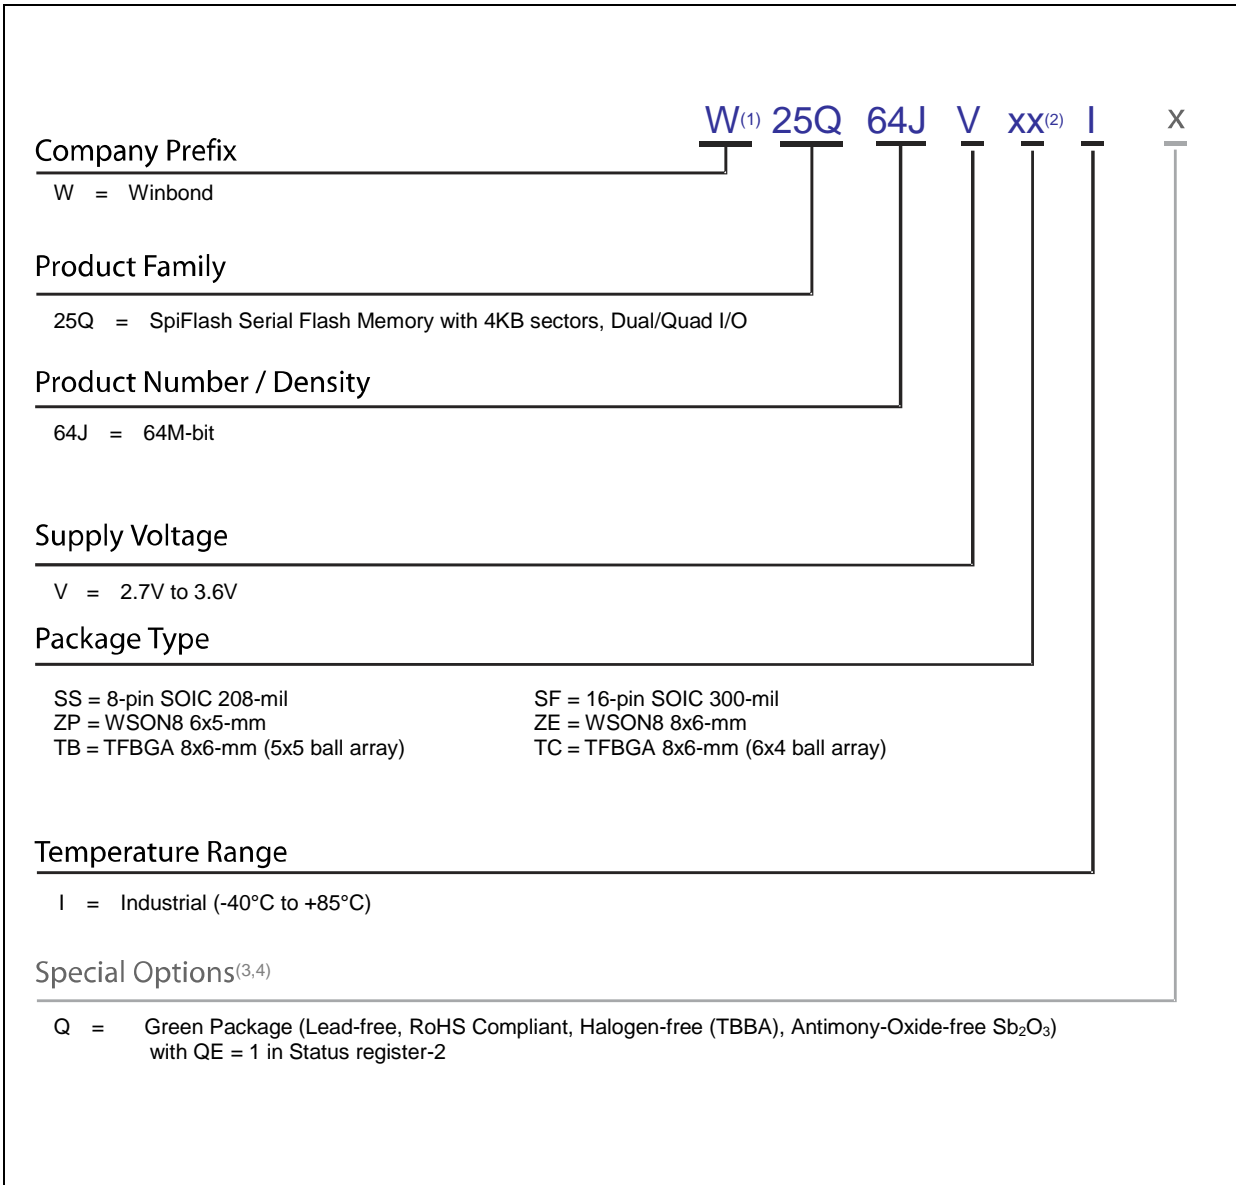 W(1) 25Q 64J V xx(2) I x
Company Prefix
W = Winbond
Product Family
25Q = SpiFlash Serial Flash Memory with 4KB sectors, Dual/Quad I/O
Product Number / Density
64J = 64M-bit
Supply Voltage
V = 2.7V to 3.6V
Package Type
SS = 8-pin SOIC 208-mil SF = 16-pin SOIC 300-mil
ZP = WSON8 6x5-mm ZE = WSON8 8x6-mm
TB = TFBGA 8x6-mm (5x5 ball array) TC = TFBGA 8x6-mm (6x4 ball array)
Temperature Range
I = Industrial (-40°C to +85°C)
Special Options(3,4)
Q = Green Package (Lead-free, RoHS Compliant, Halogen-free (TBBA), Antimony-Oxide-free Sb₂O₃)
with QE = 1 in Status register-2